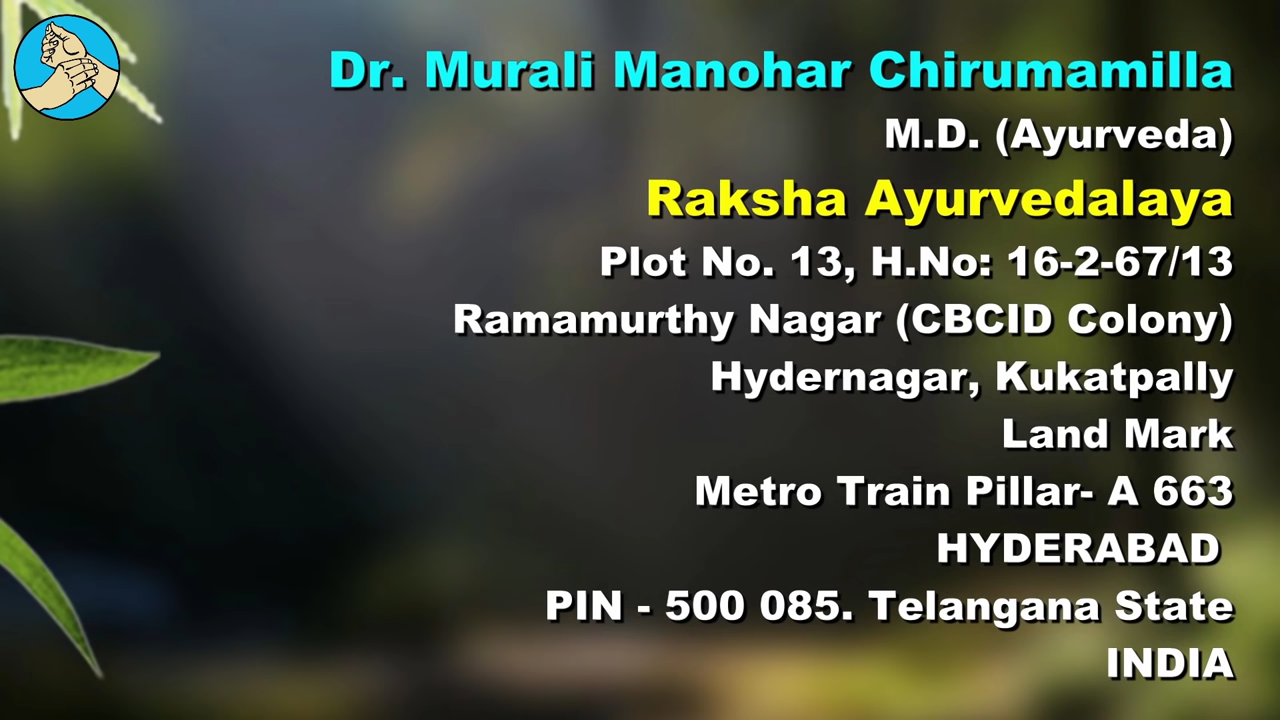 Dr. Murali Manohar Chirumamilla
M.D. (Ayurveda)
Raksha Ayurvedalaya
Plot No. 13, H.No: 16-2-67/13
Ramamurthy Nagar (CBCID Colony)
Hydernagar, Kukatpally
Land Mark
Metro Train Pillar- A 663
HYDERABAD
PIN - 500 085. Telangana State
INDIA